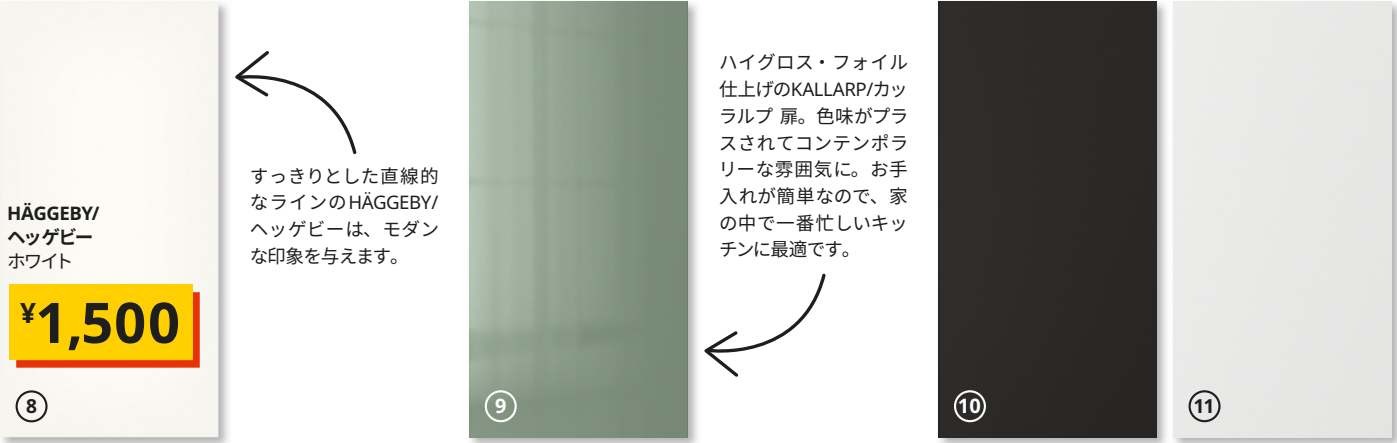 HÄGGEBY/
ヘッゲビー
ホワイト
¥1,500
8
すっきりとした直線的
なラインのHÄGGEBY/
ヘッゲビーは、モダン
な印象を与えます。
9
ハイグロス・フォイル
仕上げのKALLARP/カッ
ラルプ 扉。色味がプラ
スされてコンテンポラ
リーな雰囲気に。お手
入れが簡単なので、家
の中で一番忙しいキッ
チンに最適です。
10
11